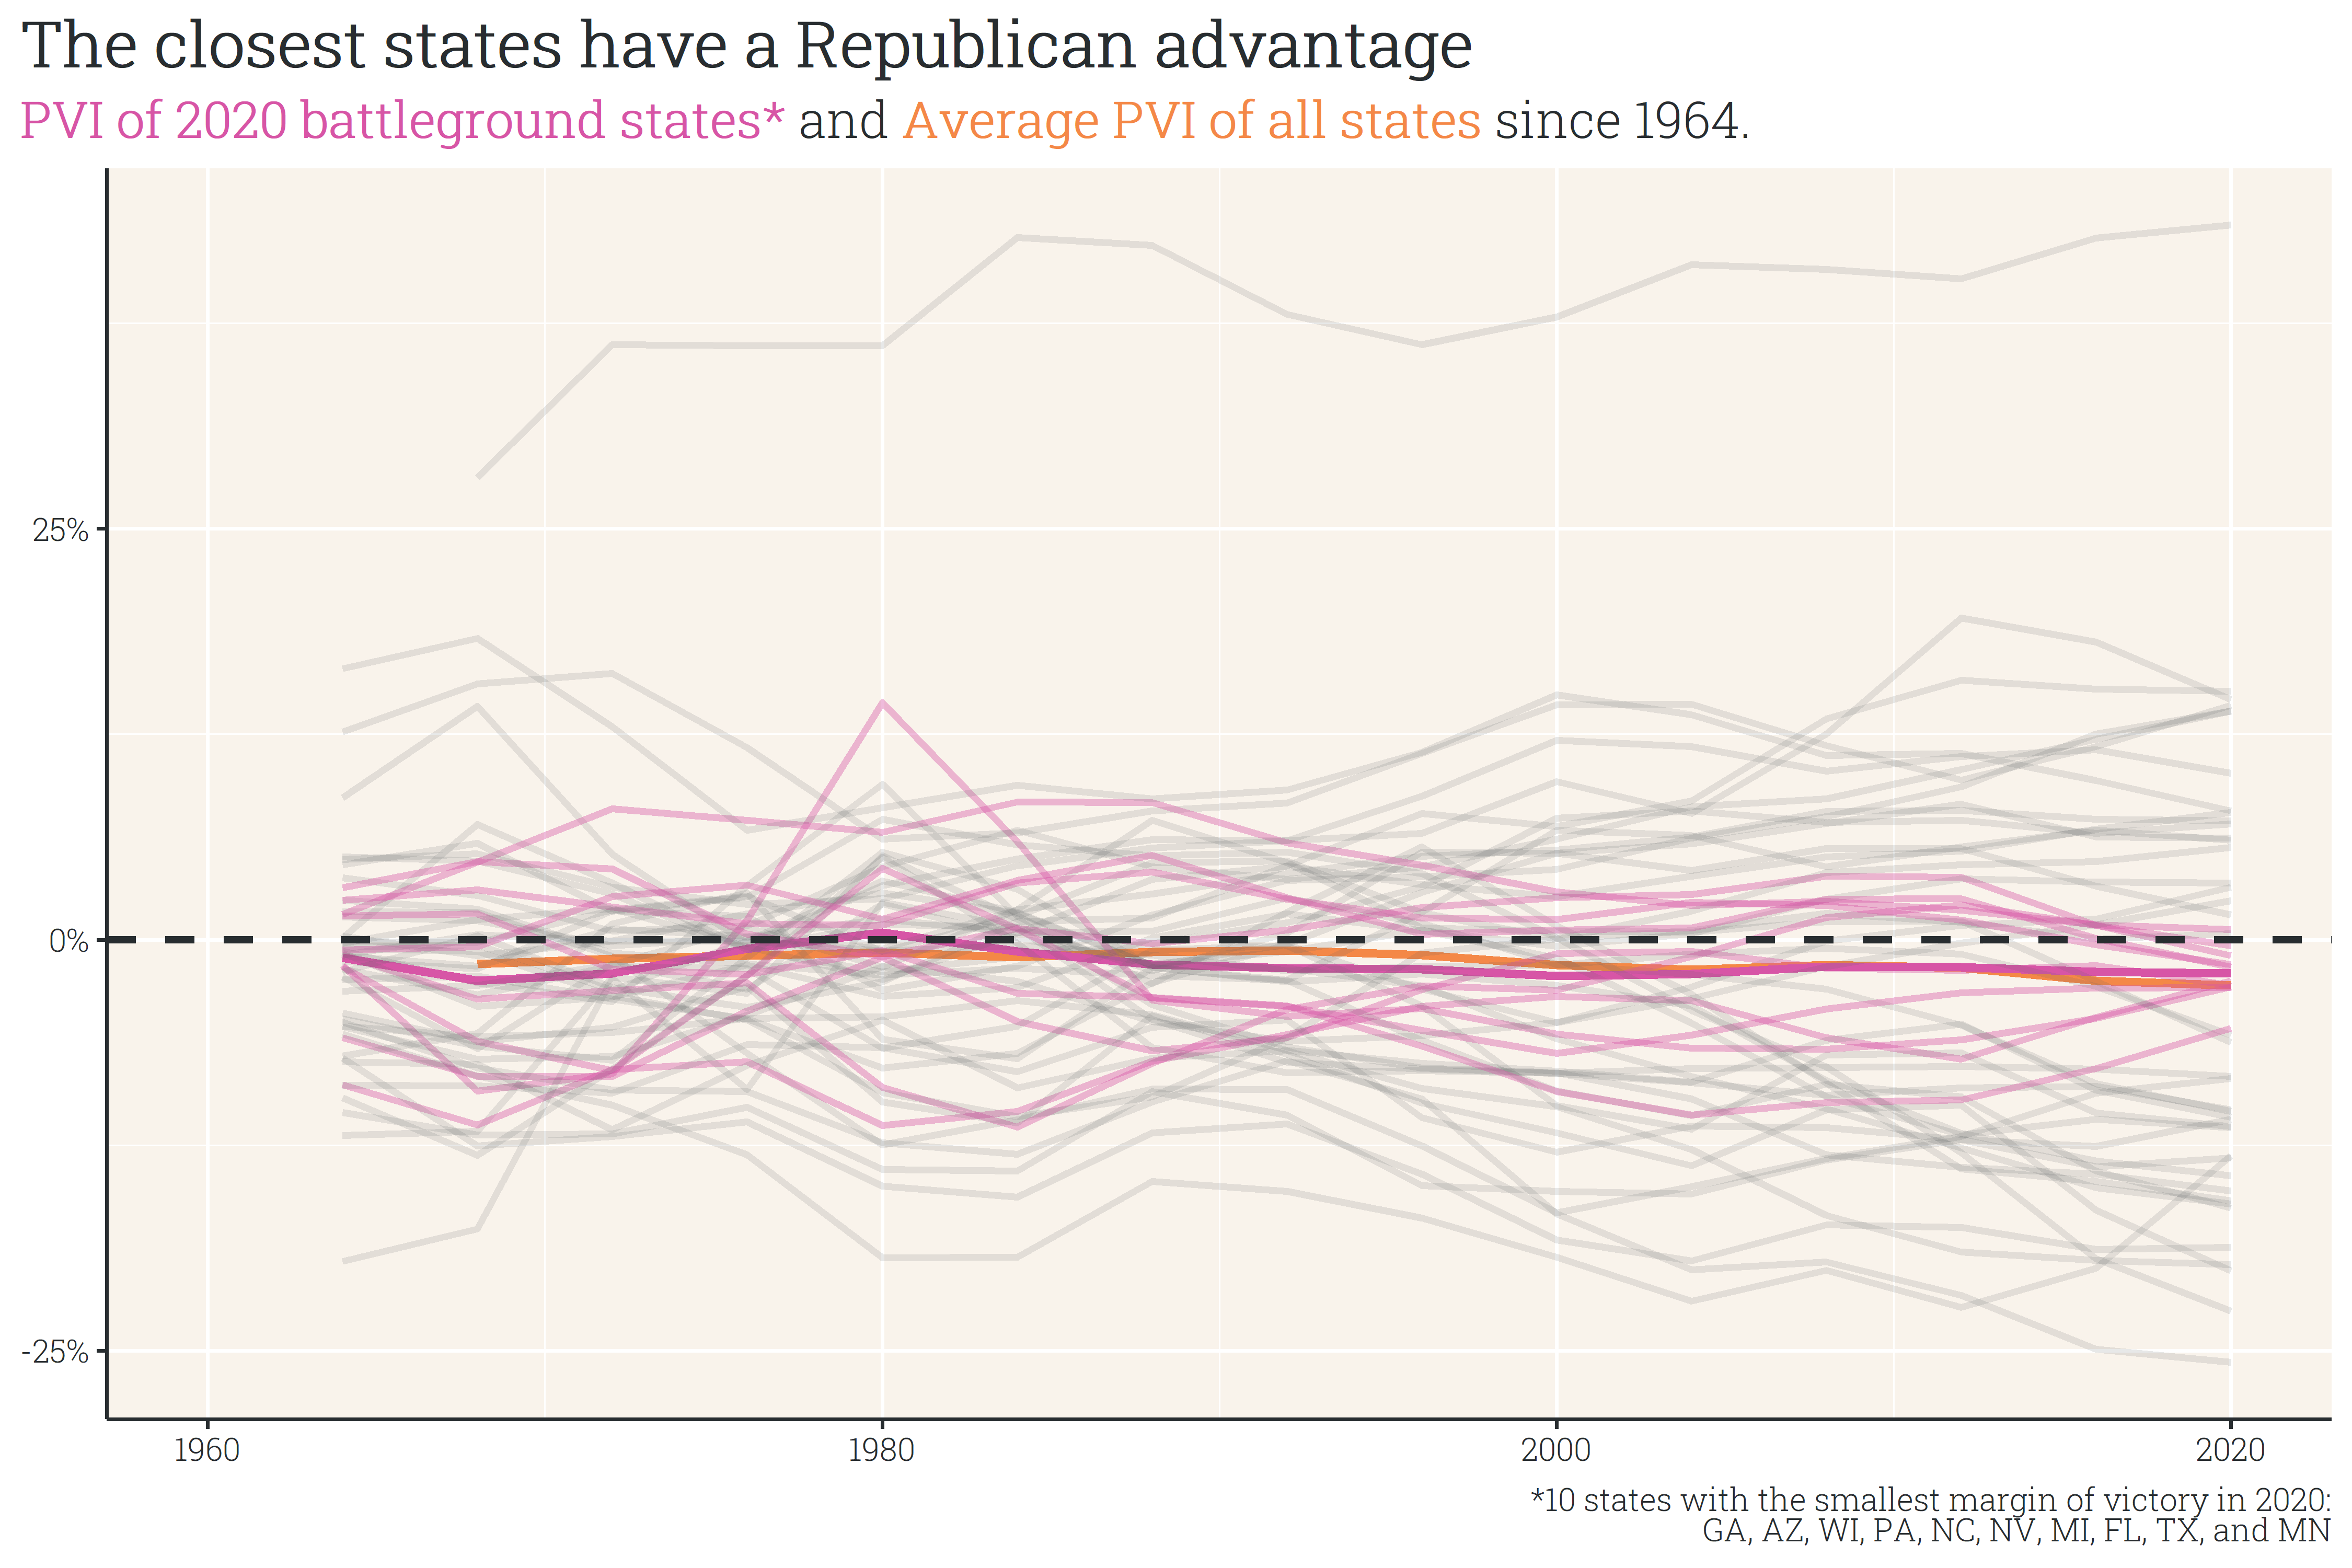 The closest states have a Republican advantage
PVI of 2020 battleground states* and Average PVI of all states since 1964.
25%
0%
-25%
1960
1980
2000
2020
*10 states with the smallest margin of victory in 2020:
GA, AZ, WI, PA, NC, NV, MI, FL, TX, and MN